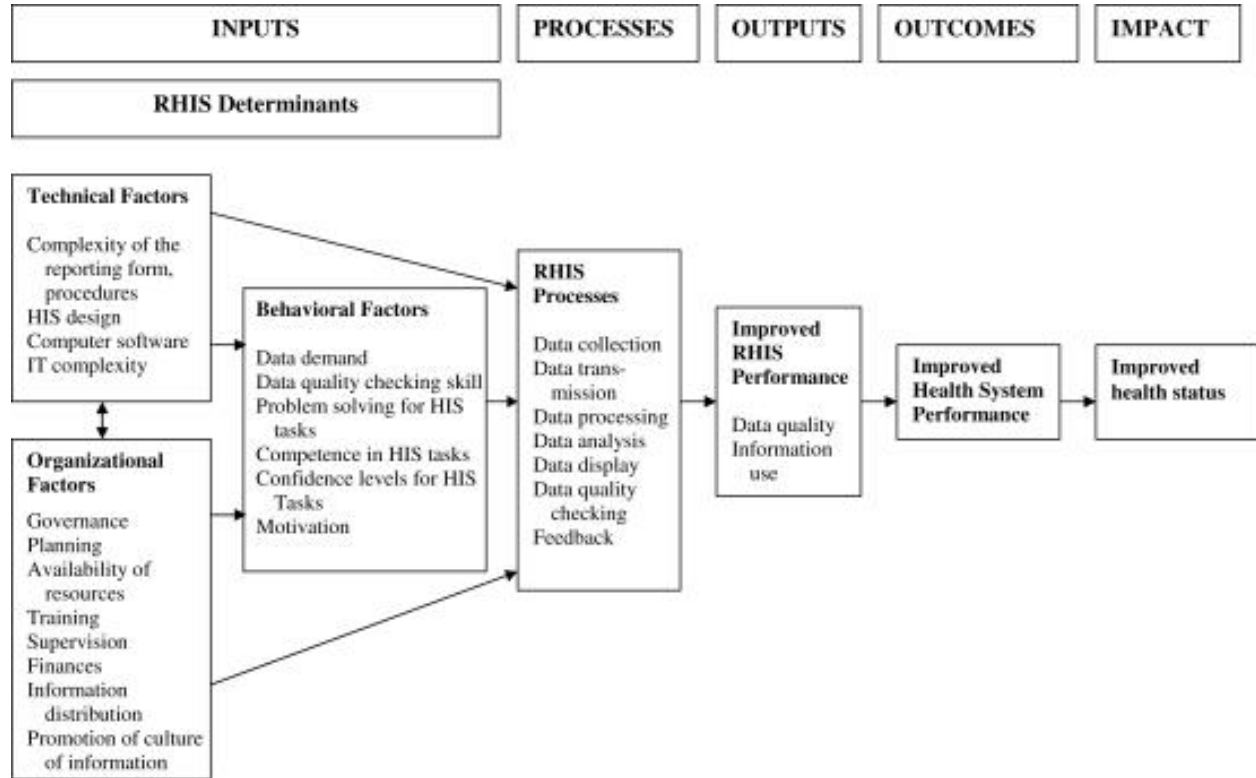 INPUTS
PROCESSES
OUTPUTS
OUTCOMES
IMPACT
RHIS Determinants
Technical Factors
Complexity of the
reporting form,
procedures
HIS design
Computer software
IT complexity
Organizational
Factors
Governance
Planning
Availability of
resources
Training
Supervision
Finances
Information
distribution
Promotion of culture
of information
Behavioral Factors
Data demand
Data quality checking skill
Problem solving for HIS
tasks
Competence in HIS tasks
Confidence levels for HIS
Tasks
Motivation
RHIS
Processes
Data collection
Data trans-
mission
Data processing
Data analysis
Data display
Data quality
checking
Feedback
Improved
RHIS
Performance
Data quality
Information
use
Improved
Health System
Performance
Improved
health status